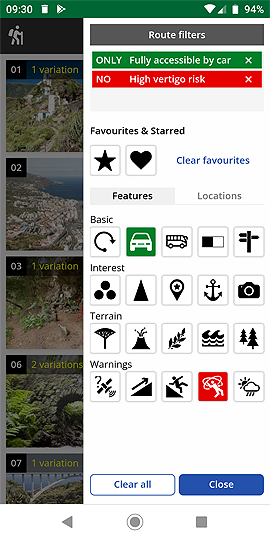 09:30
94%
Route filters
01
1 variation
ONLY Fully accessible by car ×
NO High vertigo risk ×
Favourites & Starred
Clear favourites
02
Features
Locations
Basic
03
1 variation
Interest
Terrain
06
2 variations
Warnings
07
1 variation
Clear all
Close